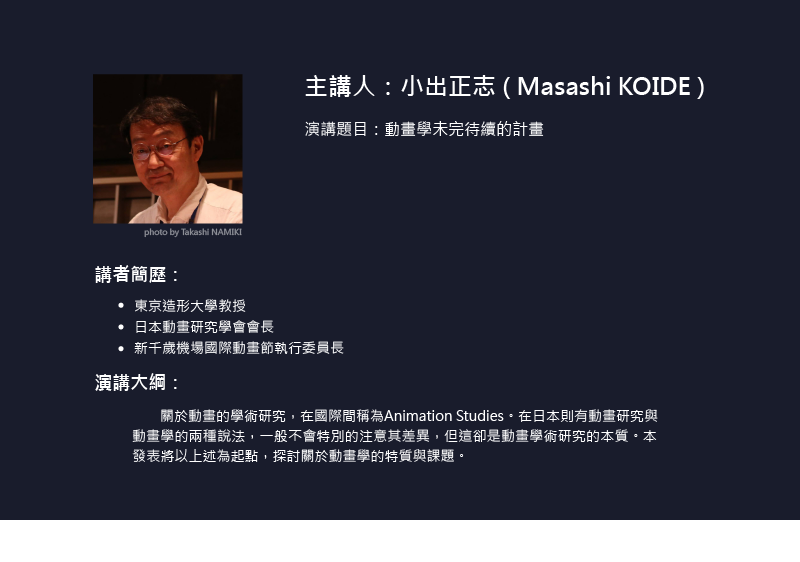 主講人：小出正志 ( Masashi KOIDE )
演講題目：動畫學未完待續的計畫
photo by Takashi NAMIKI
講者簡歷：
• 東京造形大學教授
• 日本動畫研究學會會長
• 新千歲機場國際動畫節執行委員長
演講大綱：
關於動畫的學術研究，在國際間稱為Animation Studies。在日本則有動畫研究與
動畫學的兩種說法，一般不會特別的注意其差異，但這卻是動畫學術研究的本質。本
發表將以上述為起點，探討關於動畫學的特質與課題。